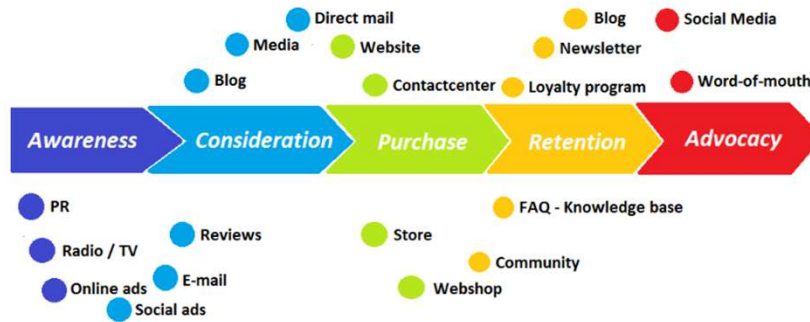 Direct mail
Blog
Social Media
Media
Website
Newsletter
Blog
Contactcenter
Loyalty program
Word-of-mouth
Awareness
Consideration
Purchase
Retention
Advocacy
PR
FAQ - Knowledge base
Radio / TV
Reviews
Store
Community
Online ads
E-mail
Webshop
Social ads